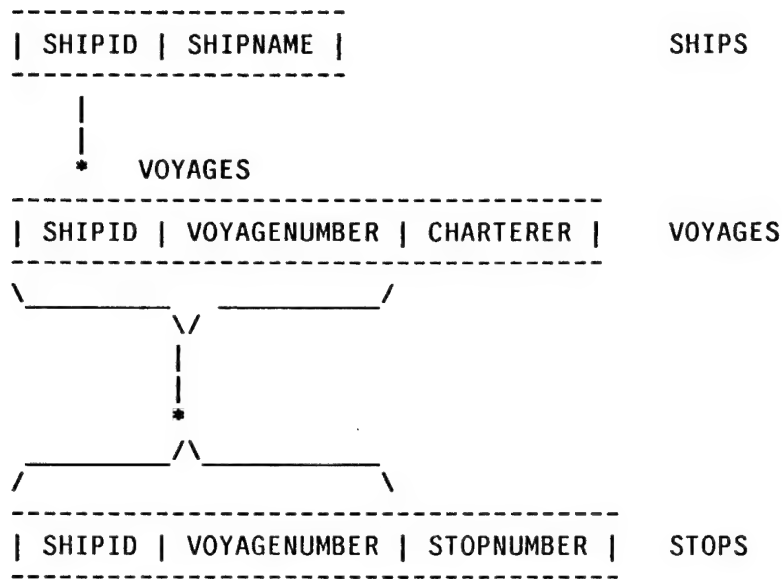 | SHIPID | SHIPNAME | SHIPS
* VOYAGES
| SHIPID | VOYAGENUMBER | CHARTERER | VOYAGES
*
| SHIPID | VOYAGENUMBER | STOPNUMBER | STOPS